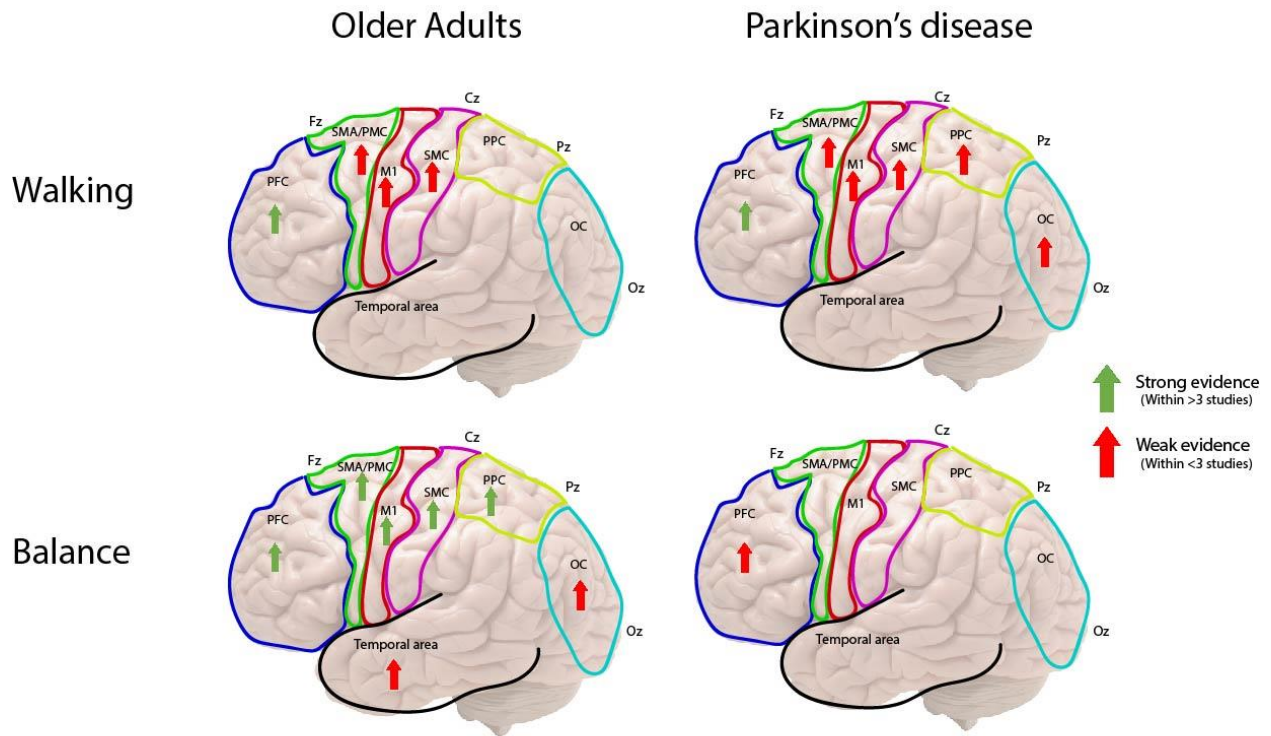 Older Adults
Parkinson's disease
Walking
Fz
Cz
SMA/PMC
PPC
Pz
SMC
M1
PFC
OC
Oz
Temporal area
Fz
Cz
SMA/PMC
PPC
Pz
SMC
M1
PFC
OC
Oz
Temporal area
Strong evidence
(Within >3 studies)
Weak evidence
(Within <3 studies)
Balance
Fz
Cz
SMA/PMC
PPC
Pz
SMC
M1
PFC
OC
Oz
Temporal area
Fz
Cz
SMA/PMC
PPC
Pz
SMC
M1
PFC
OC
Oz
Temporal area